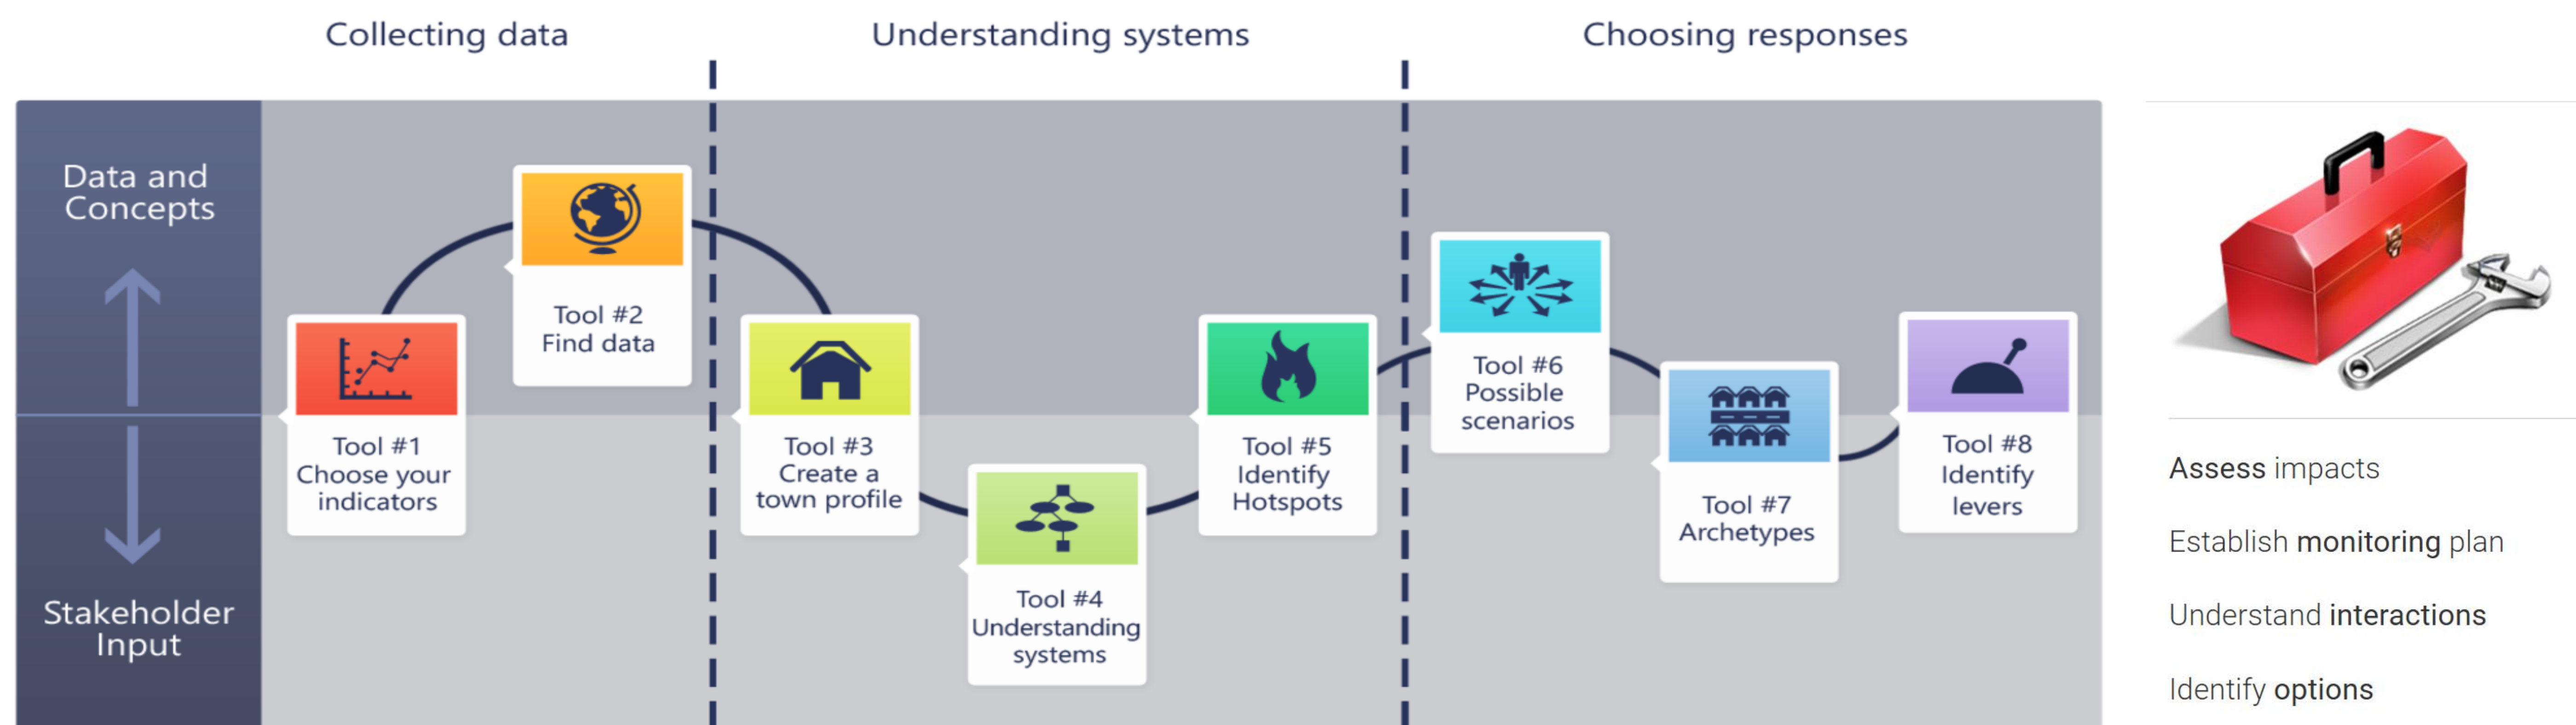 Collecting data
Understanding systems
Choosing responses
Data and
Concepts
Stakeholder
Input
Tool #1
Choose your
indicators
Tool #2
Find data
Tool #3
Create a
town profile
Tool #4
Understanding
systems
Tool #5
Identify
Hotspots
Tool #6
Possible
scenarios
Tool #7
Archetypes
Tool #8
Identify
levers
Assess impacts
Establish monitoring plan
Understand interactions
Identify options